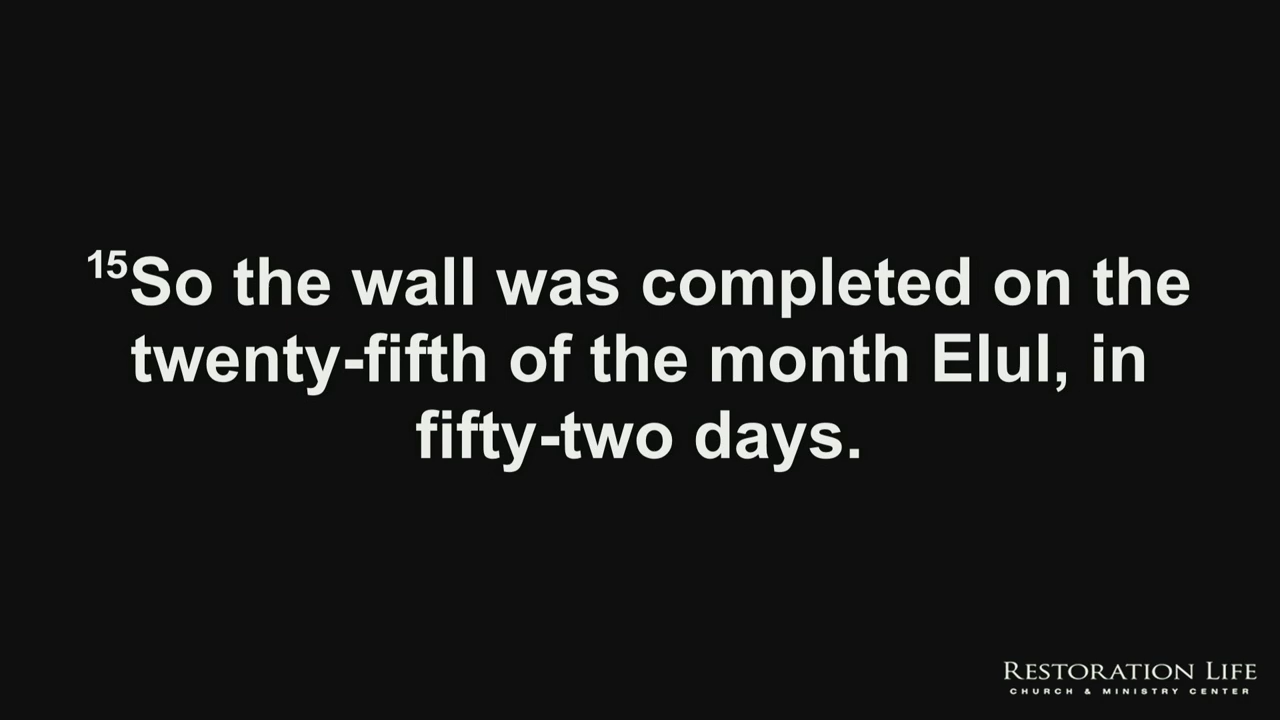 15So the wall was completed on the
twenty-fifth of the month Elul, in
fifty-two days.
RESTORATION LIFE
CHURCH & MINISTRY CENTER